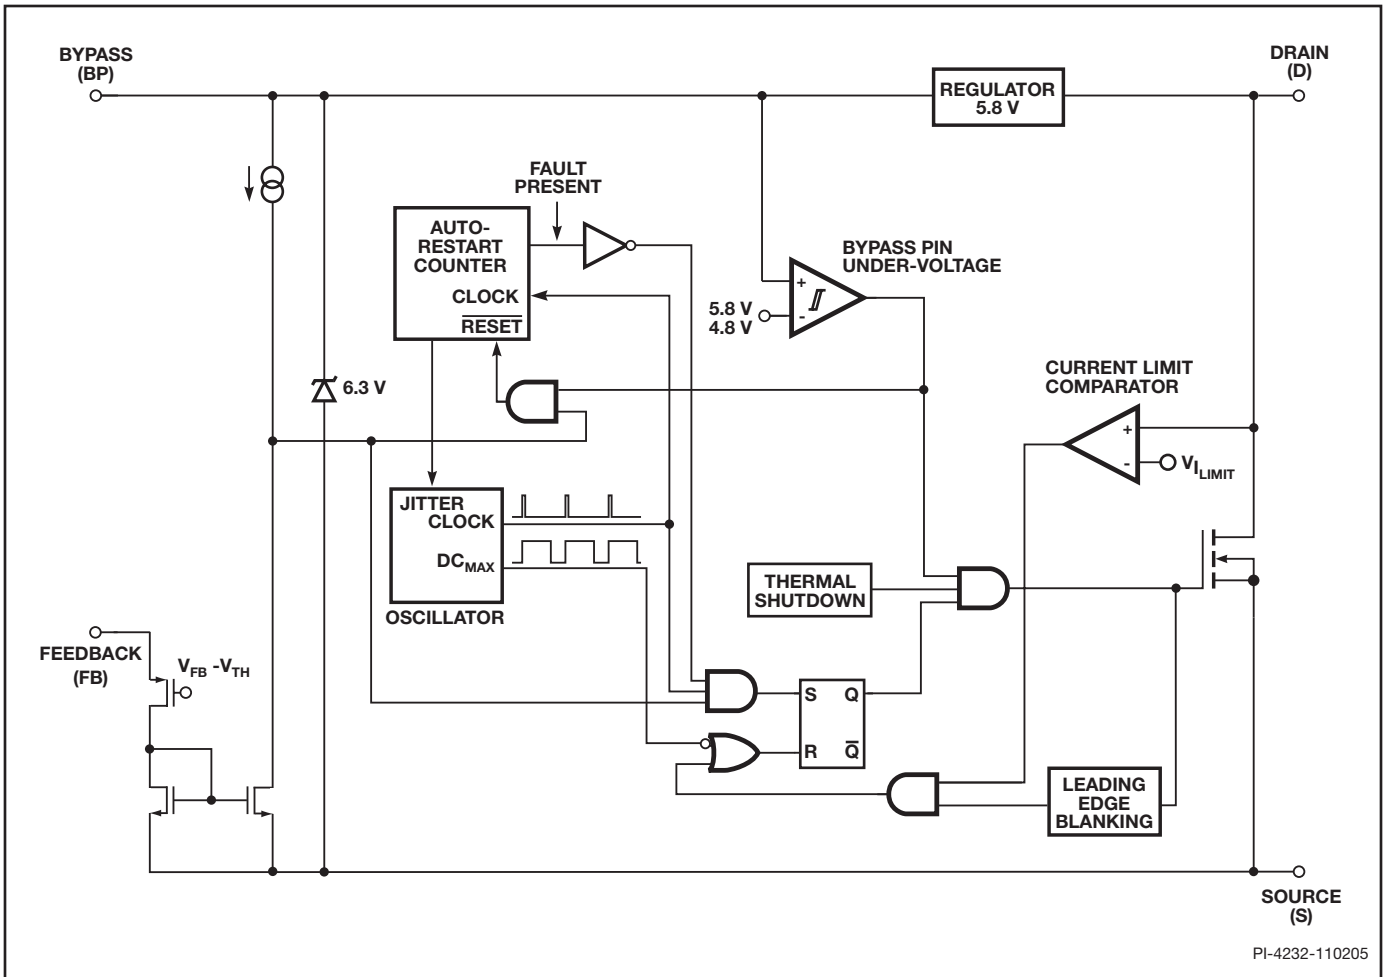 BYPASS
(BP)
DRAIN
(D)
REGULATOR
5.8 V
FAULT
PRESENT
AUTO-
RESTART
COUNTER
CLOCK
RESET
BYPASS PIN
UNDER-VOLTAGE
+
-
5.8 V
4.8 V
6.3 V
CURRENT LIMIT
COMPARATOR
+
-
VILIMIT
JITTER
CLOCK
DCMAX
OSCILLATOR
THERMAL
SHUTDOWN
FEEDBACK
(FB)
VFB -VTH
S Q
R Q̅
LEADING
EDGE
BLANKING
SOURCE
(S)
PI-4232-110205